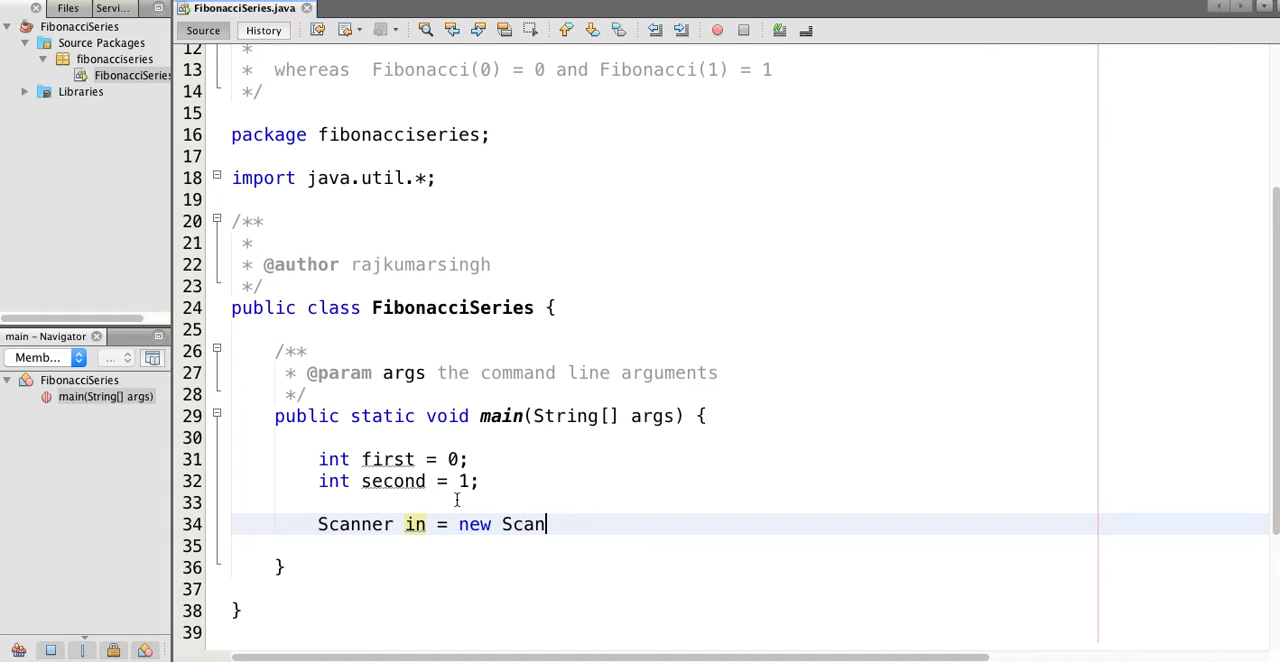 Files Servi...
FibonacciSeries
Source Packages
fibonacciseries
FibonacciSeries
Libraries
main – Navigator
Memb... ...
FibonacciSeries
main(String[] args)
FibonacciSeries.java
Source History
12 *
13 * whereas Fibonacci(0) = 0 and Fibonacci(1) = 1
14 */
15
16 package fibonacciseries;
17
18 import java.util.*;
19
20 /**
21 *
22 * @author rajkumarsingh
23 */
24 public class FibonacciSeries {
25
26 /**
27 * @param args the command line arguments
28 */
29 public static void main(String[] args) {
30
31 int first = 0;
32 int second = 1;
33
34 Scanner in = new Scan
35
36 }
37
38 }
39